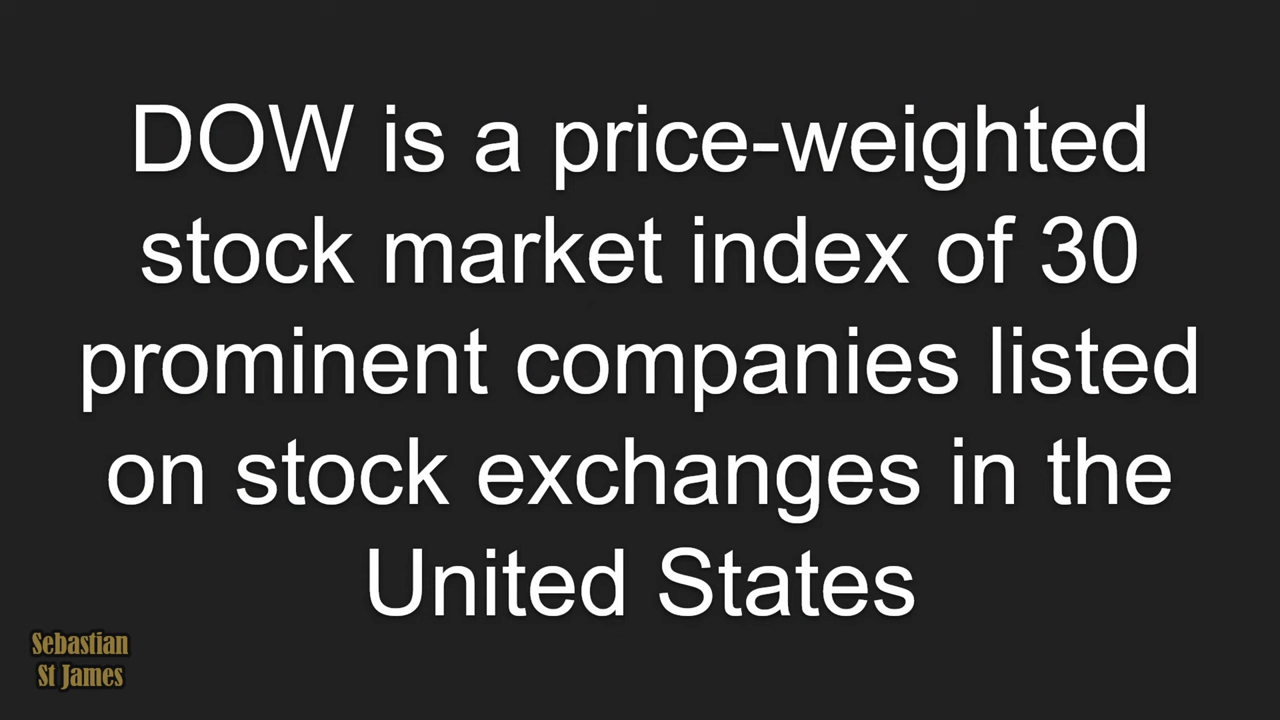 DOW is a price-weighted
stock market index of 30
prominent companies listed
on stock exchanges in the
United States
Sebastian
St James